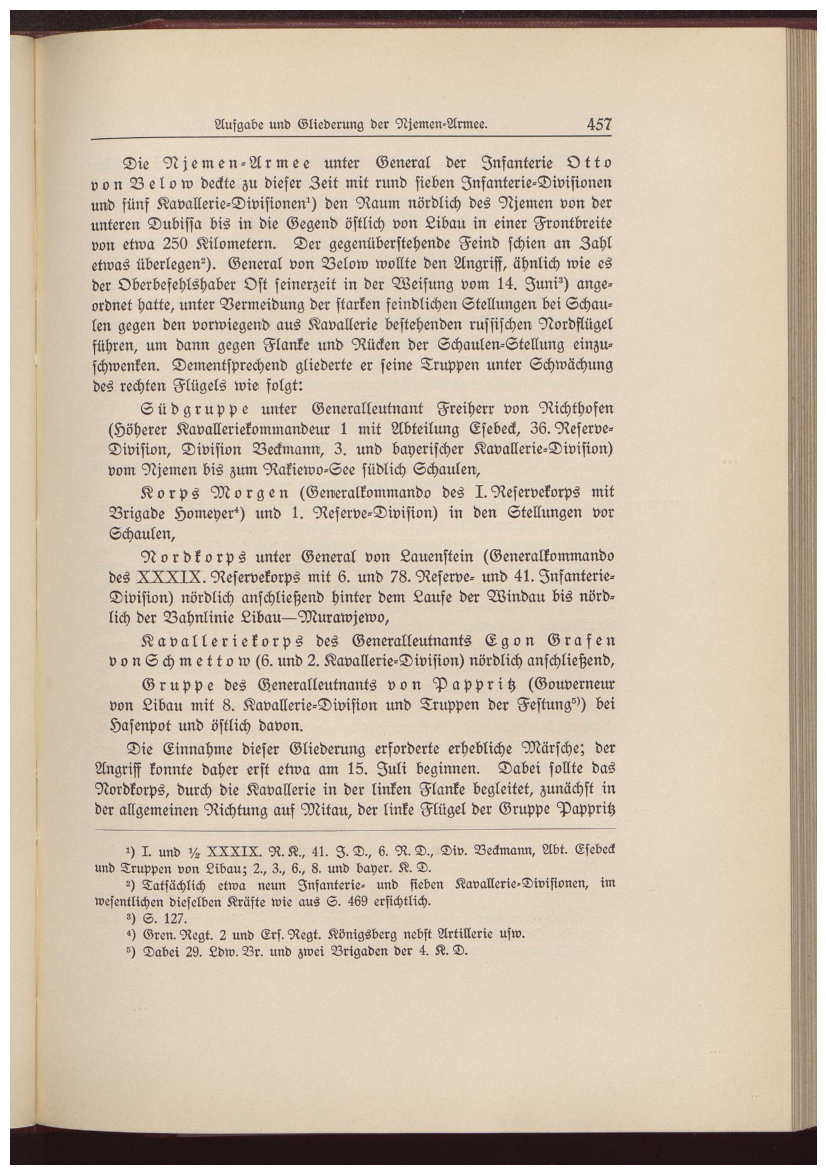 Aufgabe und Gliederung der Njemen-Armee. 457
Die Njemen-Armee unter General der Infanterie Otto
von Below deckte zu dieser Zeit mit rund sieben Infanterie-Divisionen
und fünf Kavallerie-Divisionen¹) den Raum nördlich des Njemen von der
unteren Dubissa bis in die Gegend östlich von Libau in einer Frontbreite
von etwa 250 Kilometern. Der gegenüberstehende Feind schien an Zahl
etwas überlegen²). General von Below wollte den Angriff, ähnlich wie es
der Oberbefehlshaber Ost seinerzeit in der Weisung vom 14. Juni³) ange-
ordnet hatte, unter Vermeidung der starken feindlichen Stellungen bei Schau-
len gegen den vorwiegend aus Kavallerie bestehenden russischen Nordflügel
führen, um dann gegen Flanke und Rücken der Schaulen-Stellung einzu-
schwenken. Dementsprechend gliederte er seine Truppen unter Schwächung
des rechten Flügels wie folgt:
Südgruppe unter Generalleutnant Freiherr von Richthofen
(Höherer Kavalleriekommandeur 1 mit Abteilung Esebeck, 36. Reserve-
Division, Division Beckmann, 3. und bayerischer Kavallerie-Division)
vom Njemen bis zum Rakiewo-See südlich Schaulen,
Korps Morgen (Generalkommando des I. Reservekorps mit
Brigade Homeyer⁴) und 1. Reserve-Division) in den Stellungen vor
Schaulen,
Nordkorps unter General von Lauenstein (Generalkommando
des XXXIX. Reservekorps mit 6. und 78. Reserve- und 41. Infanterie-
Division) nördlich anschließend hinter dem Laufe der Windau bis nörd-
lich der Bahnlinie Libau—Murawjewo,
Kavalleriekorps des Generalleutnants Egon Grafen
von Schmettow (6. und 2. Kavallerie-Division) nördlich anschließend,
Gruppe des Generalleutnants von Pappritz (Gouverneur
von Libau mit 8. Kavallerie-Division und Truppen der Festung⁵)) bei
Hasenpot und östlich davon.
Die Einnahme dieser Gliederung erforderte erhebliche Märsche; der
Angriff konnte daher erst etwa am 15. Juli beginnen. Dabei sollte das
Nordkorps, durch die Kavallerie in der linken Flanke begleitet, zunächst in
der allgemeinen Richtung auf Mitau, der linke Flügel der Gruppe Pappritz
¹) I. und ½ XXXIX. R. K., 41. J. D., 6. R. D., Div. Beckmann, Abt. Esebeck
und Truppen von Libau; 2., 3., 6., 8. und bayer. K. D.
²) Tatsächlich etwa neun Infanterie- und sieben Kavallerie-Divisionen, im
wesentlichen dieselben Kräfte wie aus S. 469 ersichtlich.
³) S. 127.
⁴) Gren. Regt. 2 und Ers. Regt. Königsberg nebst Artillerie usw.
⁵) Dabei 29. Ldw. Br. und zwei Brigaden der 4. K. D.